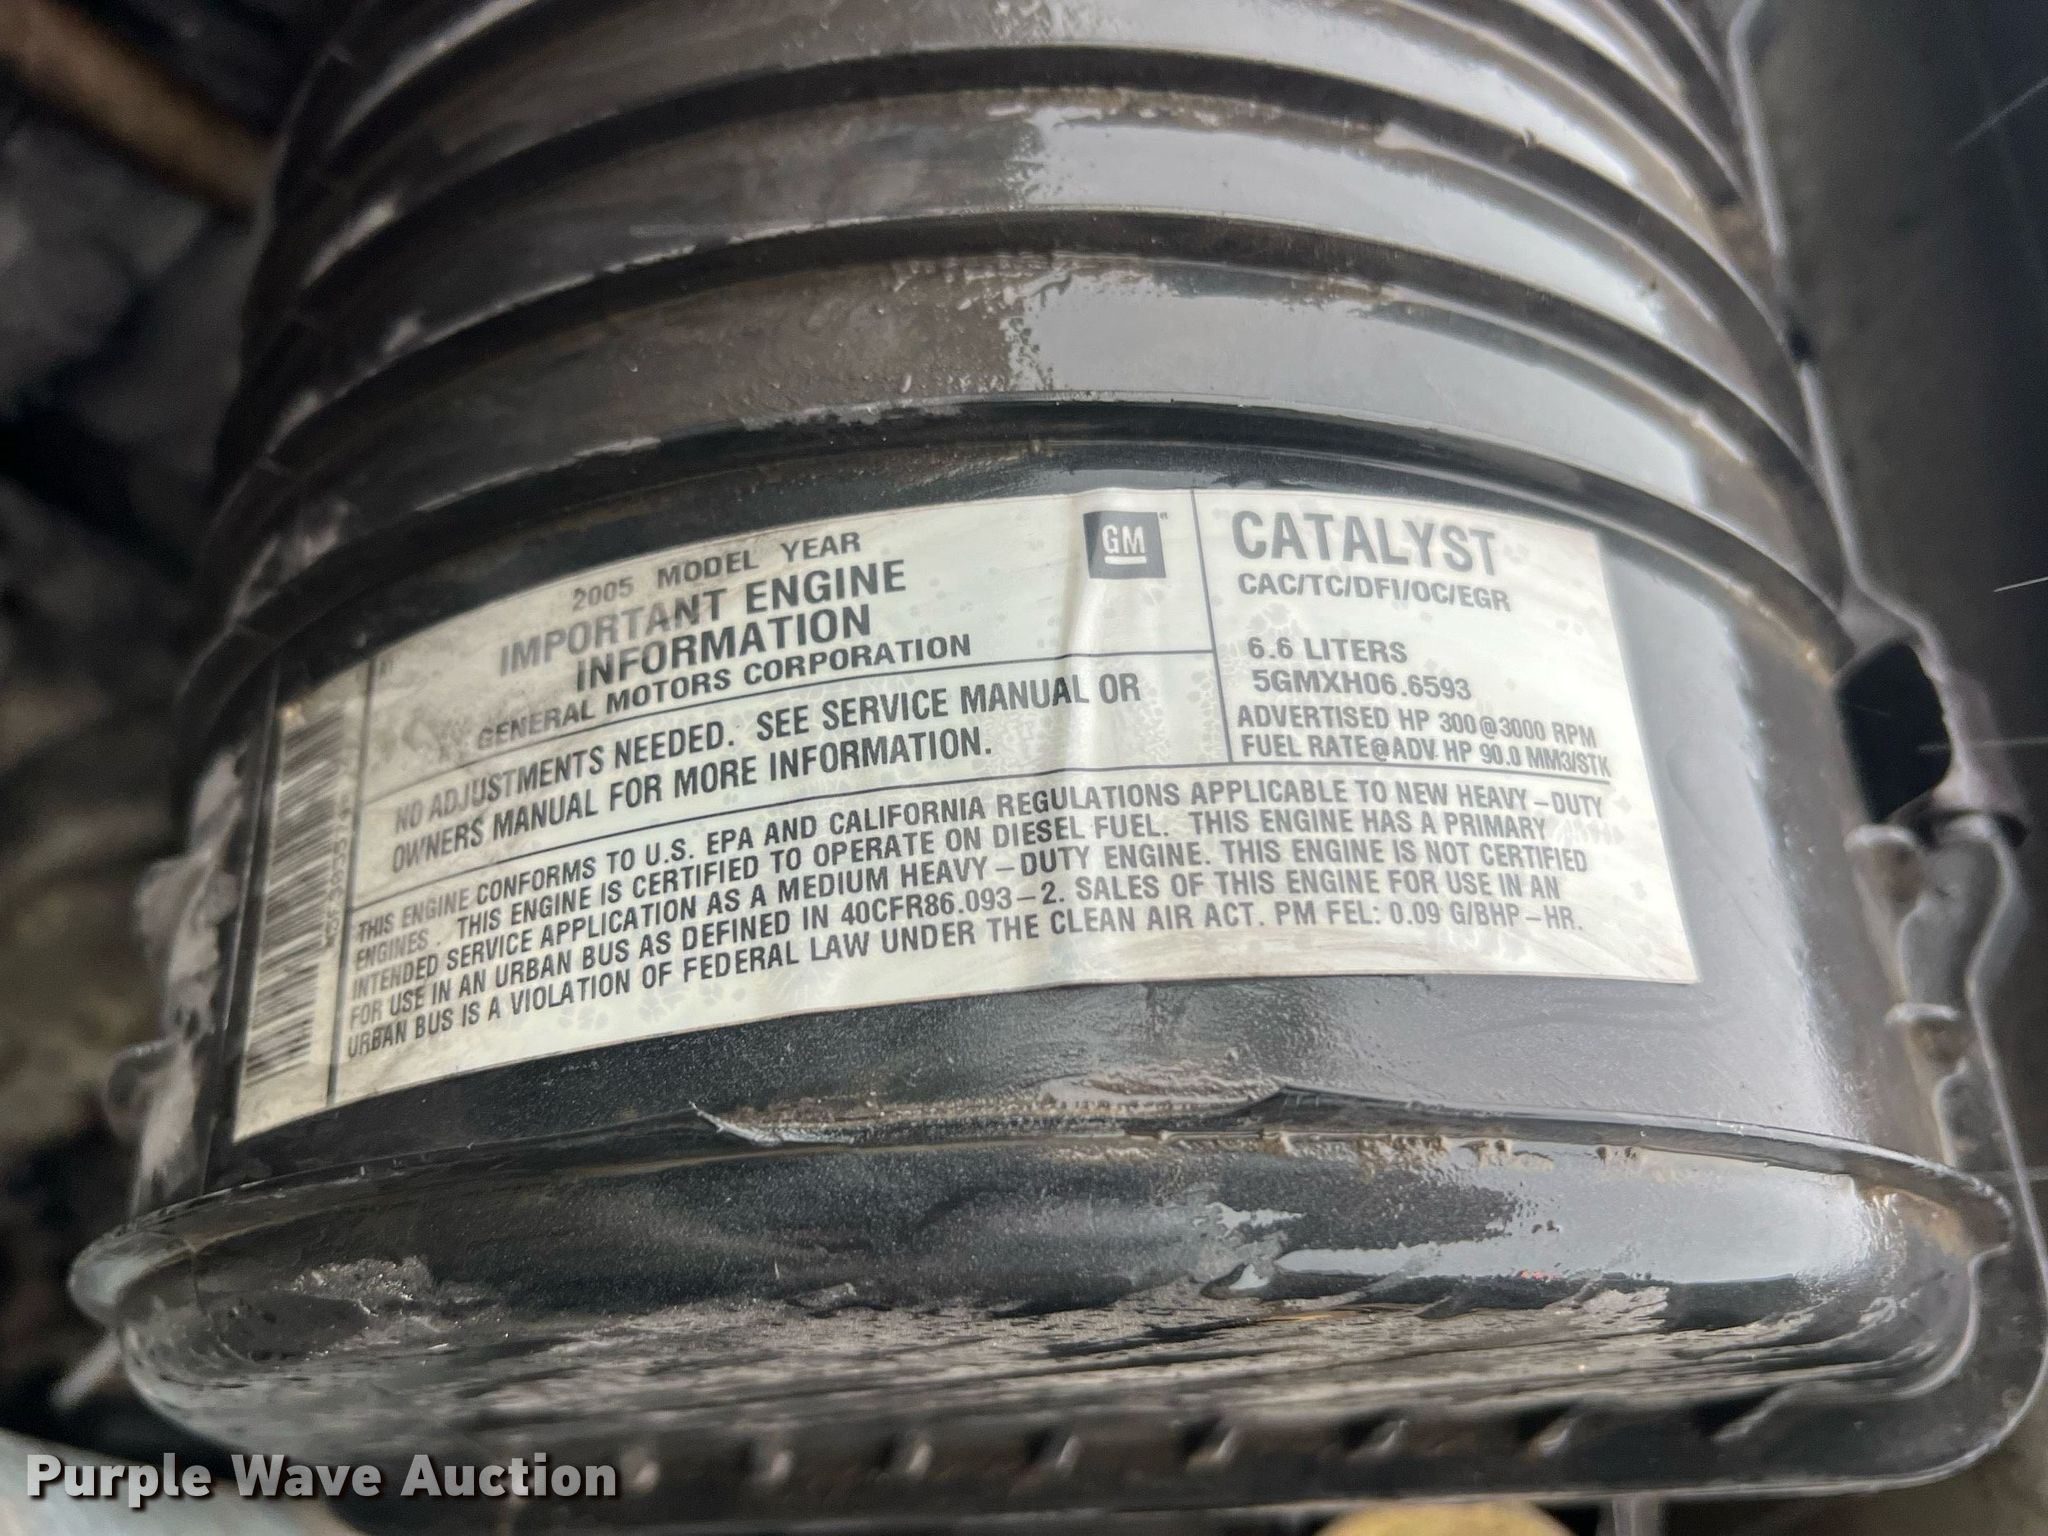 2005 MODEL YEAR
IMPORTANT ENGINE
INFORMATION
GENERAL MOTORS CORPORATION
GM
NO ADJUSTMENTS NEEDED. SEE SERVICE MANUAL OR
OWNERS MANUAL FOR MORE INFORMATION.
CATALYST
CAC/TC/DFI/OC/EGR
6.6 LITERS
5GMXH06.6593
ADVERTISED HP 300@3000 RPM
FUEL RATE@ADV. HP 90.0 MM3/STK
THIS ENGINE CONFORMS TO U.S. EPA AND CALIFORNIA REGULATIONS APPLICABLE TO NEW HEAVY-DUTY
ENGINES. THIS ENGINE IS CERTIFIED TO OPERATE ON DIESEL FUEL. THIS ENGINE HAS A PRIMARY
INTENDED SERVICE APPLICATION AS A MEDIUM HEAVY-DUTY ENGINE. THIS ENGINE IS NOT CERTIFIED
FOR USE IN AN URBAN BUS AS DEFINED IN 40CFR86.093-2. SALES OF THIS ENGINE FOR USE IN AN
URBAN BUS IS A VIOLATION OF FEDERAL LAW UNDER THE CLEAN AIR ACT. PM FEL: 0.09 G/BHP-HR.
Purple Wave Auction